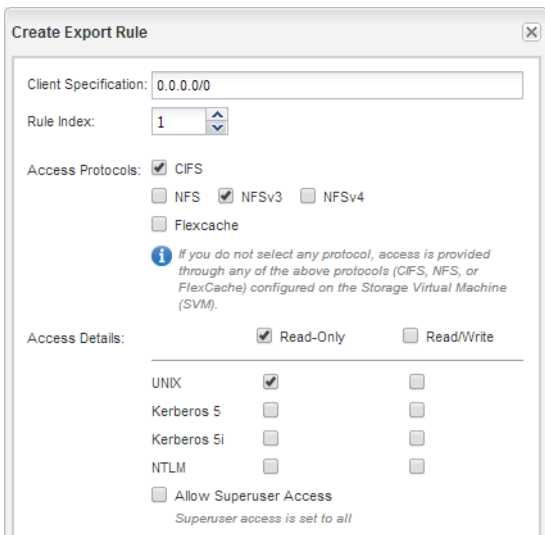 Create Export Rule
Client Specification: 0.0.0.0/0
Rule Index: 1
Access Protocols: CIFS
NFS NFSv3 NFSv4
Flexcache
If you do not select any protocol, access is provided
through any of the above protocols (CIFS, NFS, or
FlexCache) configured on the Storage Virtual Machine
(SVM).
Access Details: Read-Only Read/Write
UNIX
Kerberos 5
Kerberos 5i
NTLM
Allow Superuser Access
Superuser access is set to all